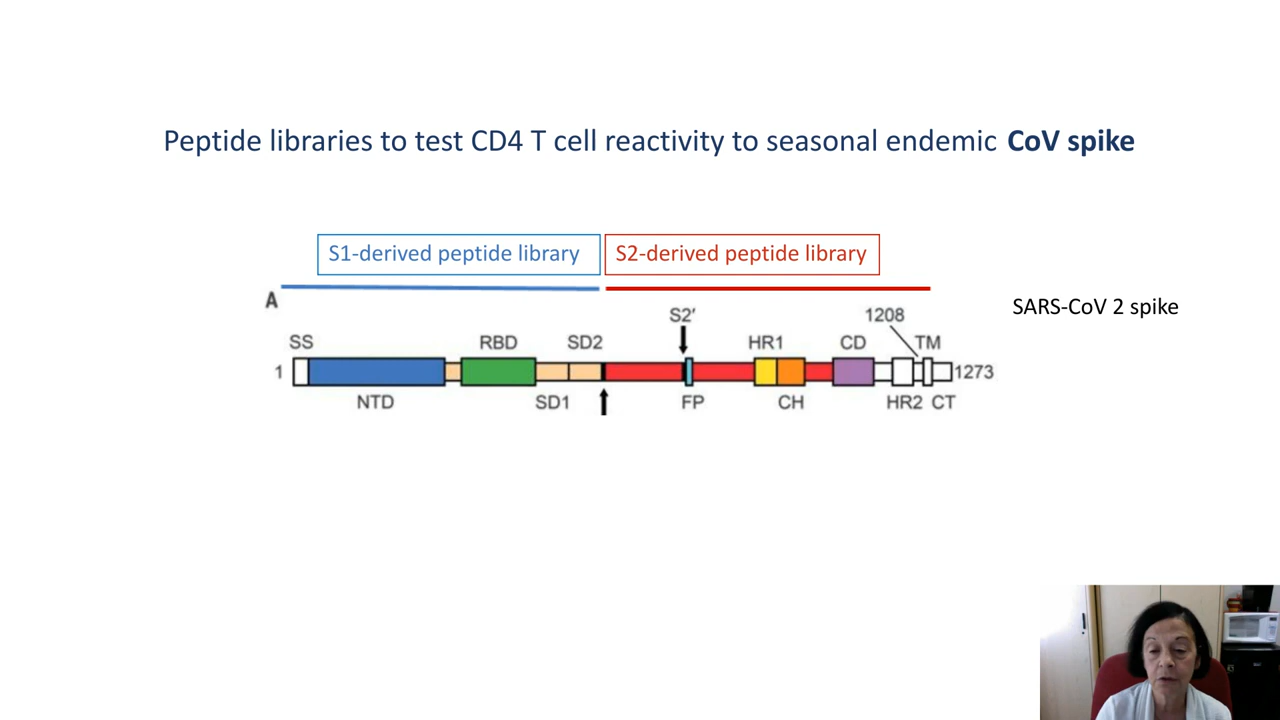 Peptide libraries to test CD4 T cell reactivity to seasonal endemic CoV spike
S1-derived peptide library
S2-derived peptide library
A
SARS-CoV 2 spike
S2′
1208
SS
RBD
SD2
HR1
CD
TM
1
1273
NTD
SD1
FP
CH
HR2
CT